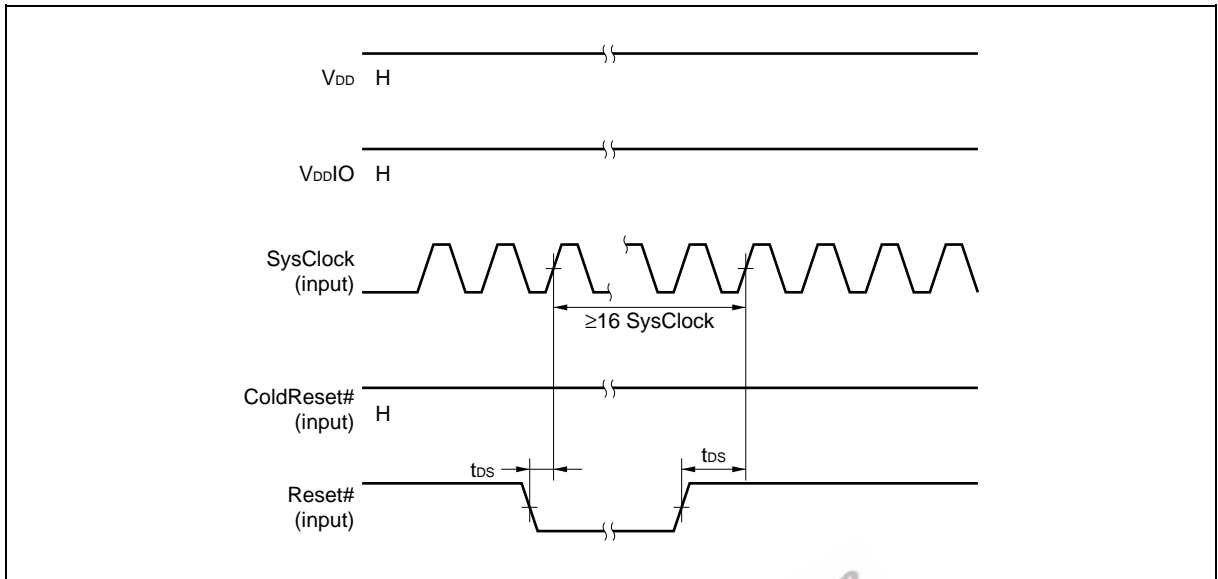 VDD H
VDDIO H
SysClock
(input)
≥16 SysClock
ColdReset#
(input) H
tDS tDS
Reset#
(input)